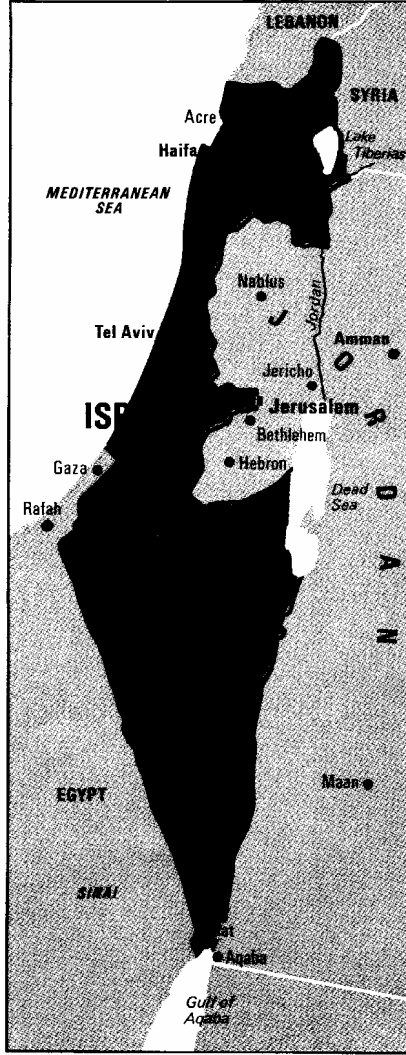 LEBANON
SYRIA
Acre
Lake
Tiberias
Haifa
MEDITERRANEAN
SEA
Nablus
Jordan
Tel Aviv
Amman
Jericho
JORDAN
Jerusalem
Bethlehem
Gaza
Hebron
Dead
Sea
Rafah
Maan
EGYPT
SINAI
Aqaba
Gulf of
Aqaba